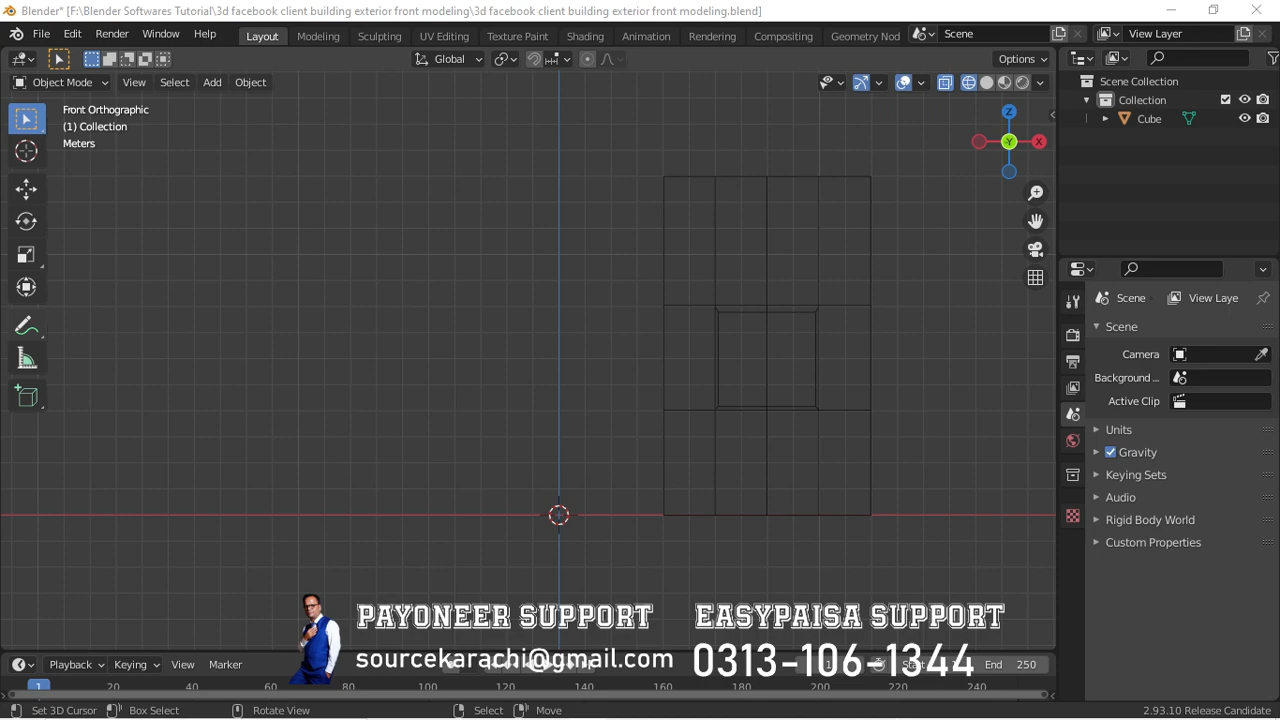 Blender* [F:\Blender Softwares Tutorial\3d facebook client building exterior front modeling\3d facebook client building exterior front modeling.blend]
File Edit Render Window Help Layout Modeling Sculpting UV Editing Texture Paint Shading Animation Rendering Compositing Geometry Nod Scene View Layer
Global Options
Object Mode View Select Add Object
Front Orthographic
(1) Collection
Meters
Z
Y
X
Scene Collection
Collection
Cube
Scene View Laye
Scene
Camera
Background ...
Active Clip
Units
Gravity
Keying Sets
Audio
Rigid Body World
Custom Properties
PAYONEER SUPPORT EASYPAISA SUPPORT
sourcekarachi@gmail.com 0313-106-1344
Playback Keying View Marker 1 Start End 250
1 20 40 60 80 100 120 140 160 180 200 220 240
Set 3D Cursor Box Select Rotate View Select Move 2.93.10 Release Candidate